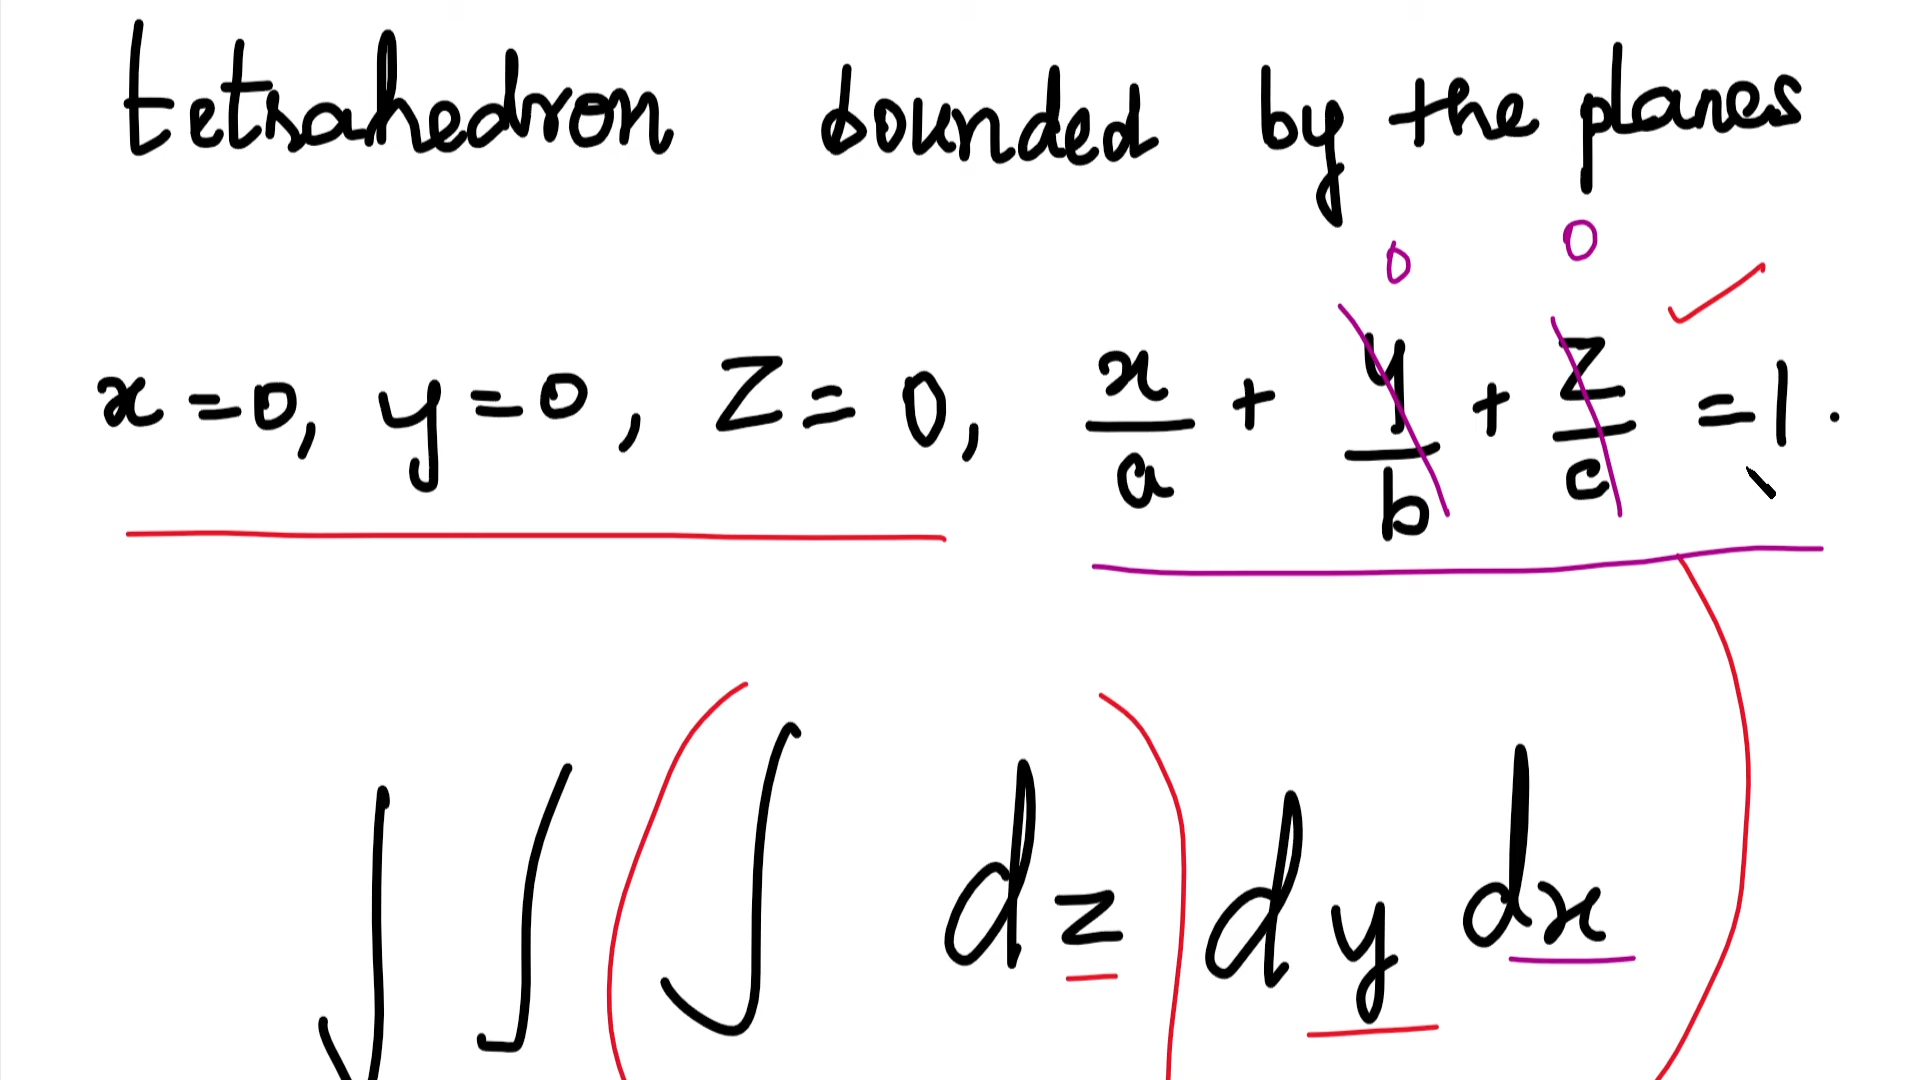 tetrahedron bounded by the planes
0 0
x=0, y=0, z=0, x/a + y/b + z/c = 1.
∫ ∫ ( ∫ dz ) dy dx )